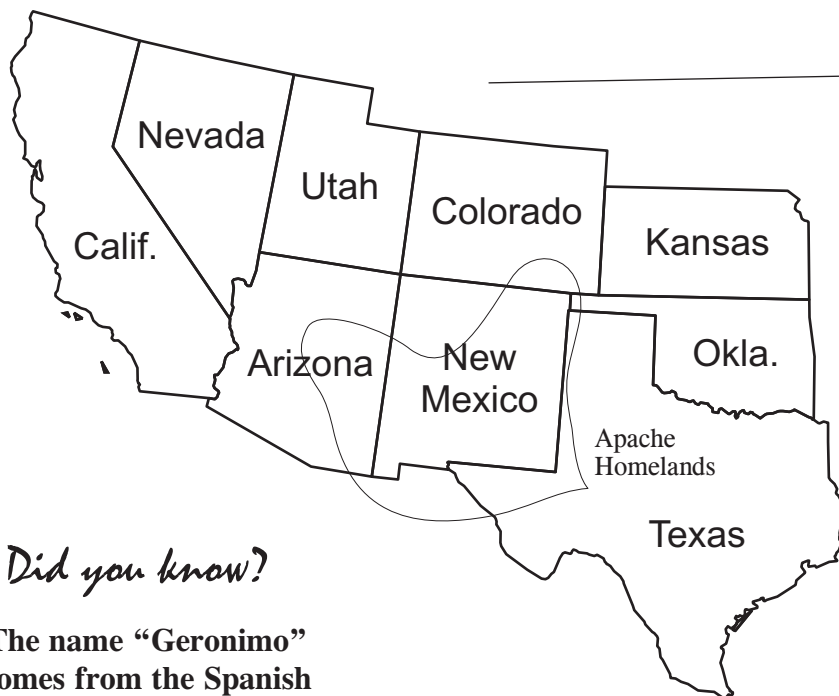 Nevada
Utah
Colorado
Calif.
Kansas
Arizona
New
Mexico
Okla.
Apache
Homelands
Texas
Did you know?
The name “Geronimo”
comes from the Spanish